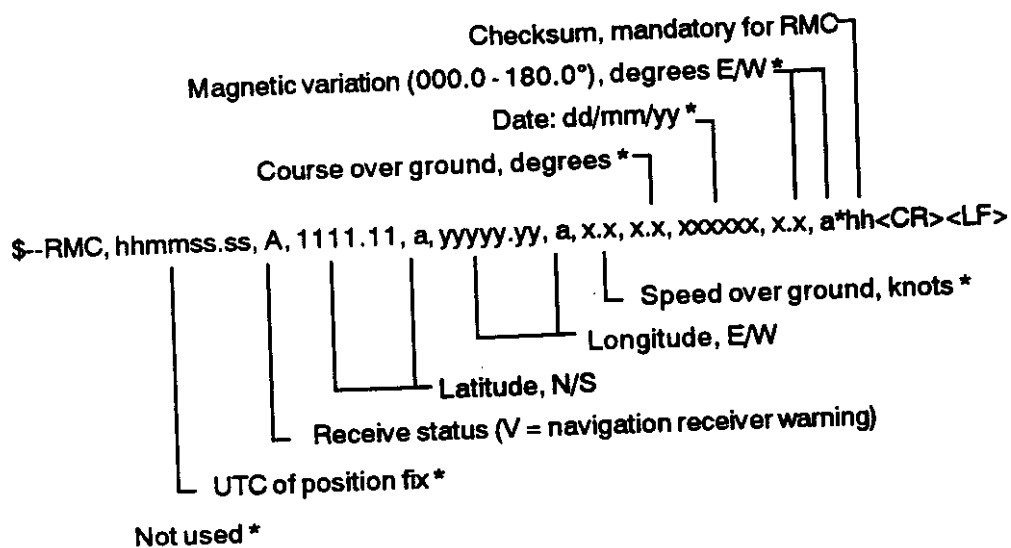 Checksum, mandatory for RMC
Magnetic variation (000.0 - 180.0°), degrees E/W *
Date: dd/mm/yy *
Course over ground, degrees *
$--RMC, hhmmss.ss, A, 1111.11, a, yyyyy.yy, a, x.x, x.x, xxxxxx, x.x, a*hh<CR><LF>
Speed over ground, knots *
Longitude, E/W
Latitude, N/S
Receive status (V = navigation receiver warning)
UTC of position fix *
Not used *